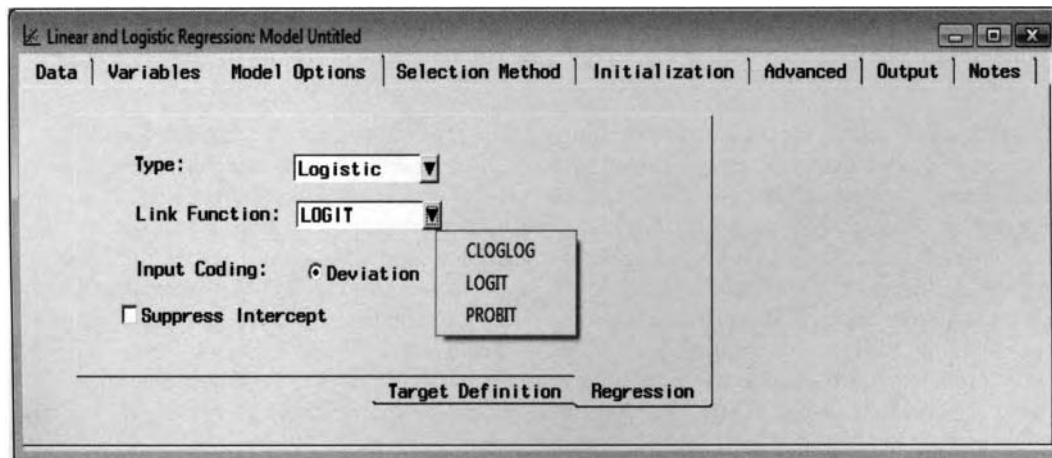 Linear and Logistic Regression: Model Untitled
Data Variables Model Options Selection Method Initialization Advanced Output Notes
Type: Logistic
Link Function: LOGIT
CLOGLOG
LOGIT
PROBIT
Input Coding: Deviation
Suppress Intercept
Target Definition Regression